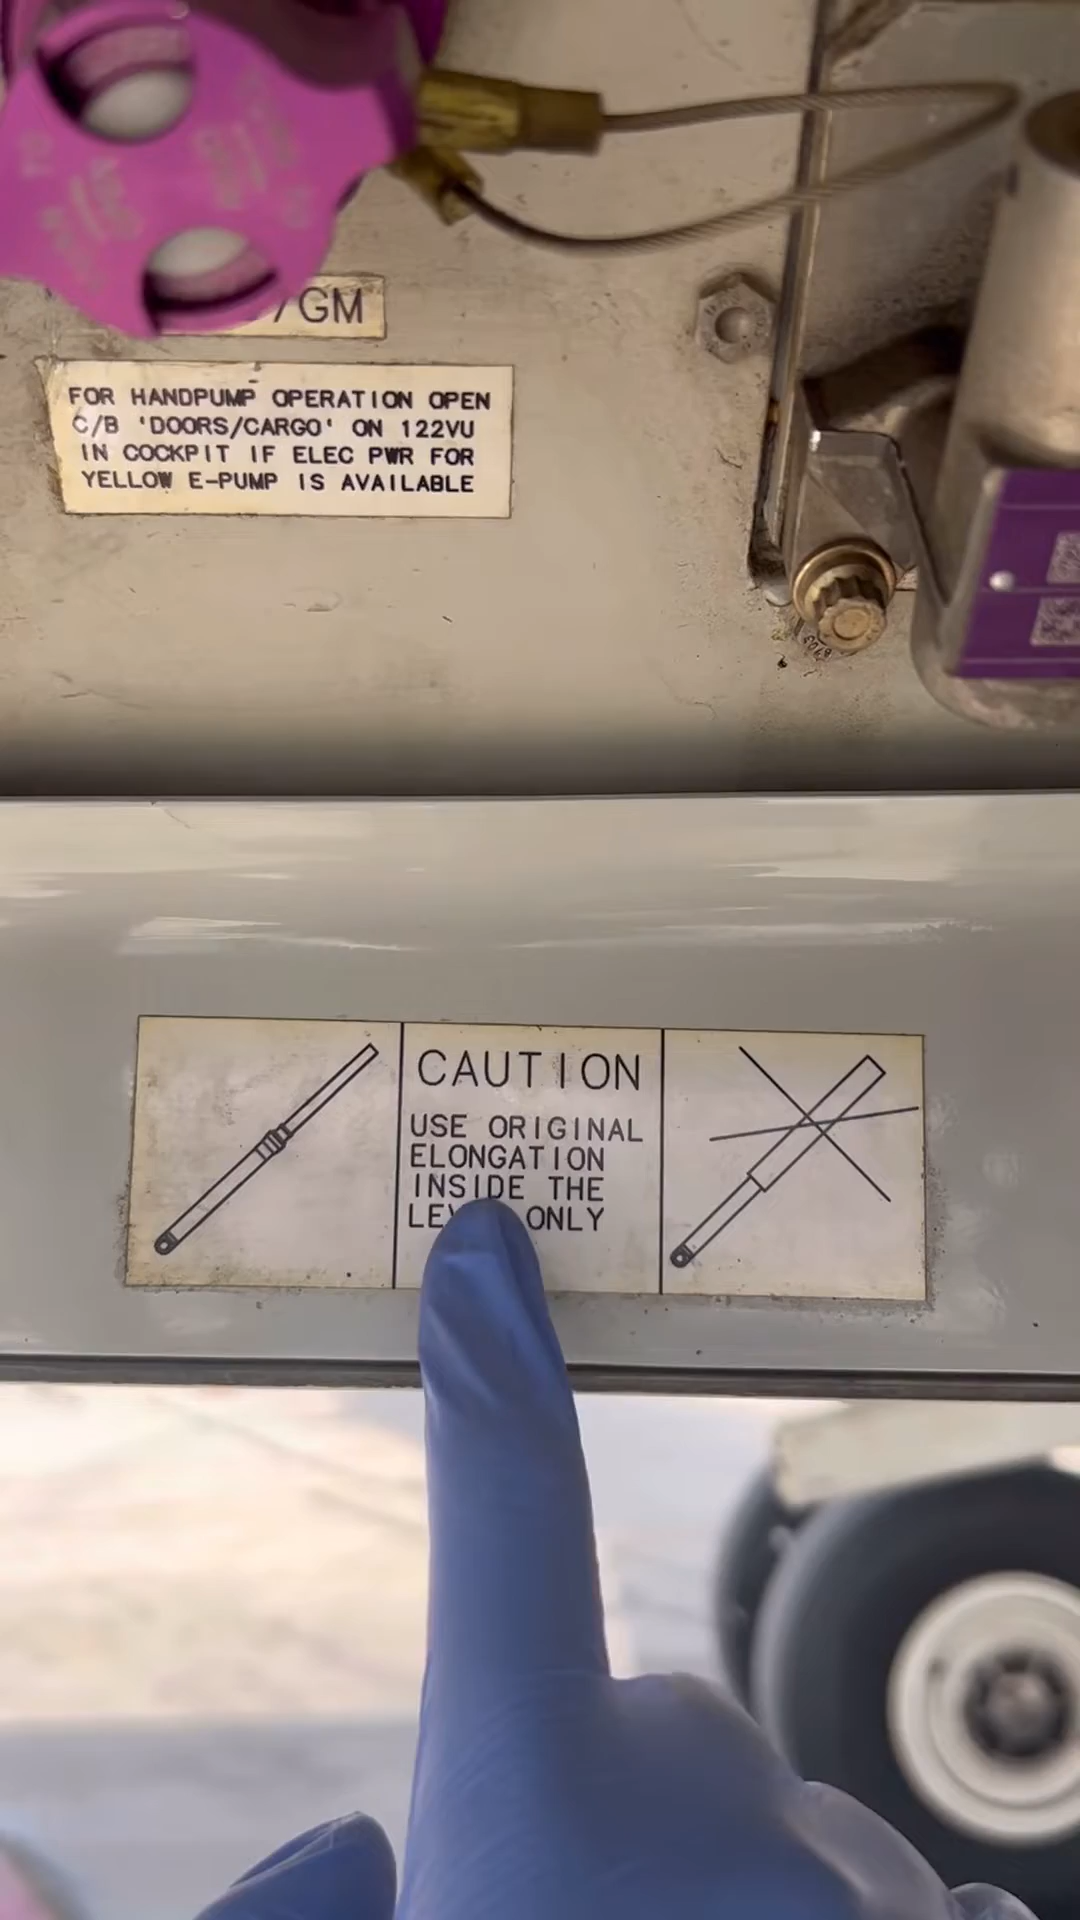 /GM
FOR HANDPUMP OPERATION OPEN
C/B 'DOORS/CARGO' ON 122VU
IN COCKPIT IF ELEC PWR FOR
YELLOW E-PUMP IS AVAILABLE
CAUTION
USE ORIGINAL
ELONGATION
INSIDE THE
ONLY